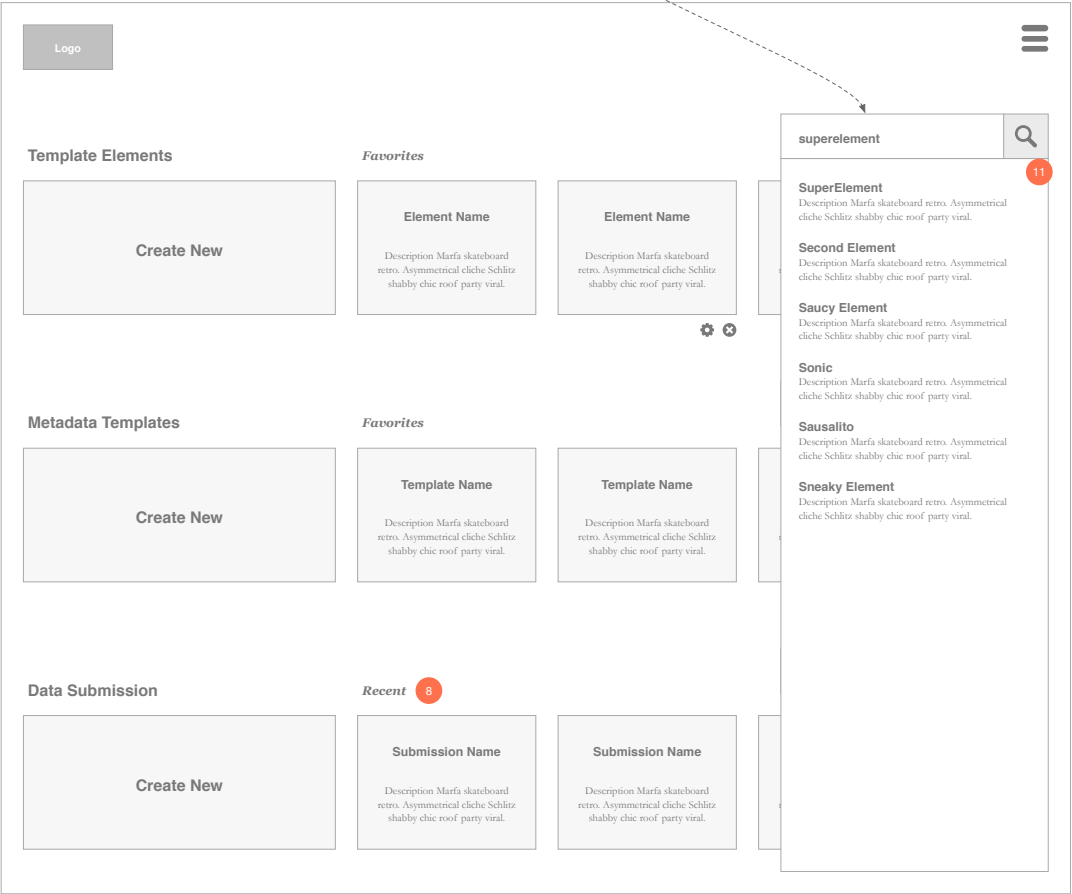 Logo
superelement
11
SuperElement
Description Marfa skateboard retro. Asymmetrical
cliche Schlitz shabby chic roof party viral.
Second Element
Description Marfa skateboard retro. Asymmetrical
cliche Schlitz shabby chic roof party viral.
Saucy Element
Description Marfa skateboard retro. Asymmetrical
cliche Schlitz shabby chic roof party viral.
Sonic
Description Marfa skateboard retro. Asymmetrical
cliche Schlitz shabby chic roof party viral.
Sausalito
Description Marfa skateboard retro. Asymmetrical
cliche Schlitz shabby chic roof party viral.
Sneaky Element
Description Marfa skateboard retro. Asymmetrical
cliche Schlitz shabby chic roof party viral.
Template Elements
Favorites
Create New
Element Name
Description Marfa skateboard
retro. Asymmetrical cliche Schlitz
shabby chic roof party viral.
Element Name
Description Marfa skateboard
retro. Asymmetrical cliche Schlitz
shabby chic roof party viral.
Metadata Templates
Favorites
Create New
Template Name
Description Marfa skateboard
retro. Asymmetrical cliche Schlitz
shabby chic roof party viral.
Template Name
Description Marfa skateboard
retro. Asymmetrical cliche Schlitz
shabby chic roof party viral.
Data Submission
Recent 8
Create New
Submission Name
Description Marfa skateboard
retro. Asymmetrical cliche Schlitz
shabby chic roof party viral.
Submission Name
Description Marfa skateboard
retro. Asymmetrical cliche Schlitz
shabby chic roof party viral.